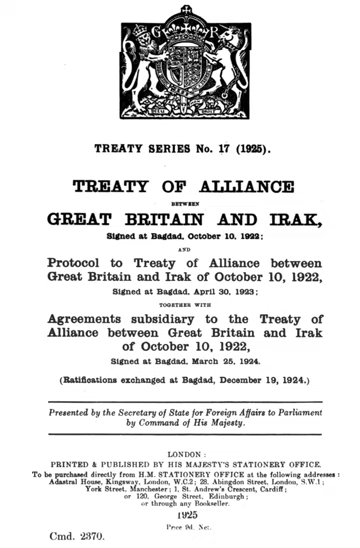 G R
TREATY SERIES No. 17 (1925).
TREATY OF ALLIANCE
BETWEEN
GREAT BRITAIN AND IRAK,
Signed at Bagdad, October 10, 1922;
AND
Protocol to Treaty of Alliance between
Great Britain and Irak of October 10, 1922,
Signed at Bagdad, April 30, 1923;
TOGETHER WITH
Agreements subsidiary to the Treaty of
Alliance between Great Britain and Irak
of October 10, 1922,
Signed at Bagdad, March 25, 1924.
(Ratifications exchanged at Bagdad, December 19, 1924.)
Presented by the Secretary of State for Foreign Affairs to Parliament
by Command of His Majesty.
LONDON:
PRINTED & PUBLISHED BY HIS MAJESTY'S STATIONERY OFFICE.
To be purchased directly from H.M. STATIONERY OFFICE at the following addresses:
Adastral House, Kingsway, London, W.C.2; 28, Abingdon Street, London, S.W.1;
York Street, Manchester; 1, St. Andrew's Crescent, Cardiff;
or 120, George Street, Edinburgh;
or through any Bookseller.
1925
Price 9d. Net.
Cmd. 2370.